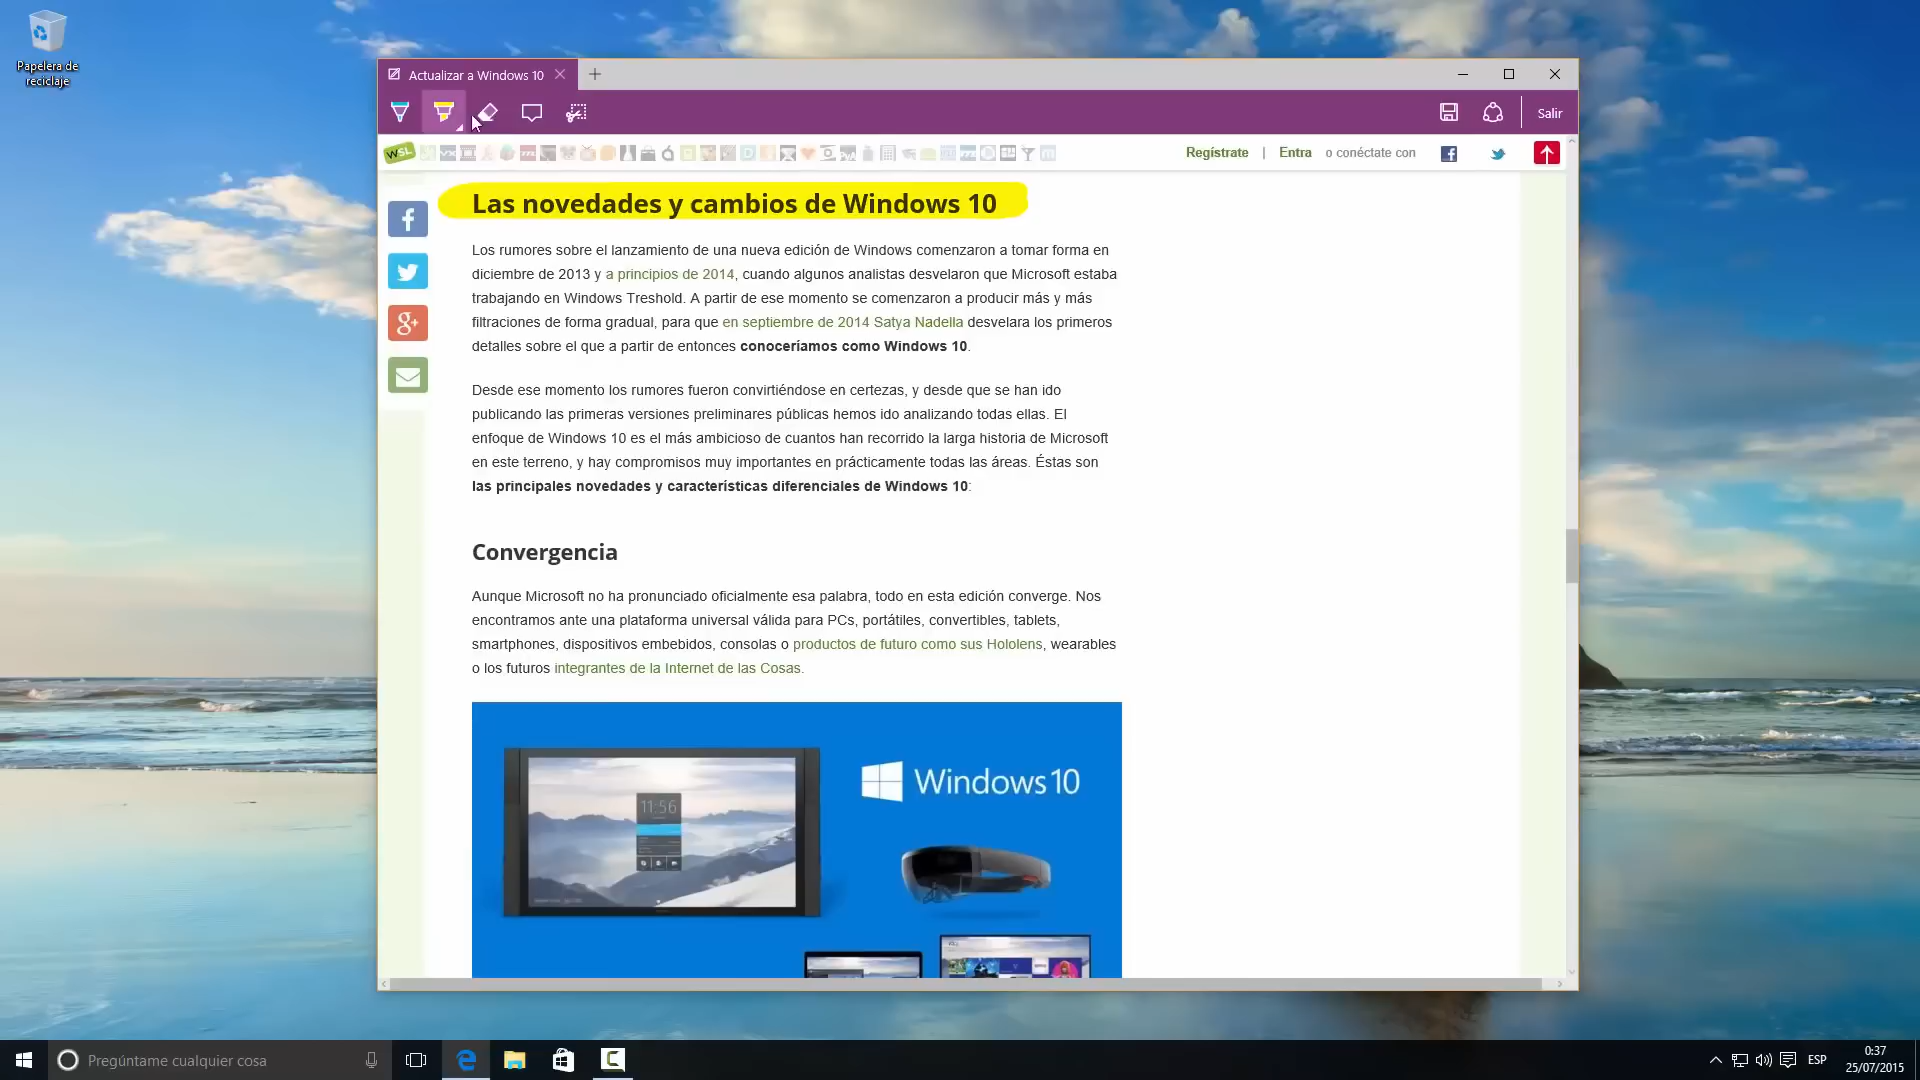 Papelera de
reciclaje
Actualizar a Windows 10
Salir
WSL
Regístrate | Entra o conéctate con
Las novedades y cambios de Windows 10
Los rumores sobre el lanzamiento de una nueva edición de Windows comenzaron a tomar forma en
diciembre de 2013 y a principios de 2014, cuando algunos analistas desvelaron que Microsoft estaba
trabajando en Windows Treshold. A partir de ese momento se comenzaron a producir más y más
filtraciones de forma gradual, para que en septiembre de 2014 Satya Nadella desvelara los primeros
detalles sobre el que a partir de entonces conoceríamos como Windows 10.
Desde ese momento los rumores fueron convirtiéndose en certezas, y desde que se han ido
publicando las primeras versiones preliminares públicas hemos ido analizando todas ellas. El
enfoque de Windows 10 es el más ambicioso de cuantos han recorrido la larga historia de Microsoft
en este terreno, y hay compromisos muy importantes en prácticamente todas las áreas. Éstas son
las principales novedades y características diferenciales de Windows 10:
Convergencia
Aunque Microsoft no ha pronunciado oficialmente esa palabra, todo en esta edición converge. Nos
encontramos ante una plataforma universal válida para PCs, portátiles, convertibles, tablets,
smartphones, dispositivos embebidos, consolas o productos de futuro como sus Hololens, wearables
o los futuros integrantes de la Internet de las Cosas.
Windows 10
11:56
Pregúntame cualquier cosa
ESP
0:37
25/07/2015